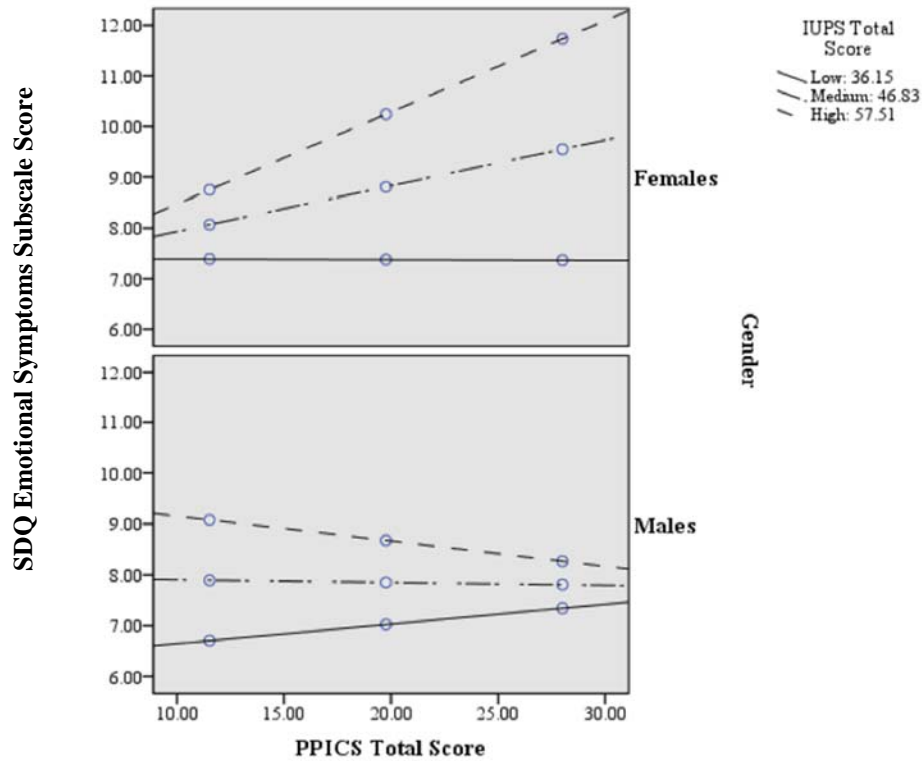 SDQ Emotional Symptoms Subscale Score
12.00
11.00
10.00
9.00
8.00
7.00
6.00
Females
12.00
11.00
10.00
9.00
8.00
7.00
6.00
Males
10.00 15.00 20.00 25.00 30.00
PPICS Total Score
Gender
IUPS Total
Score
Low: 36.15
Medium: 46.83
High: 57.51